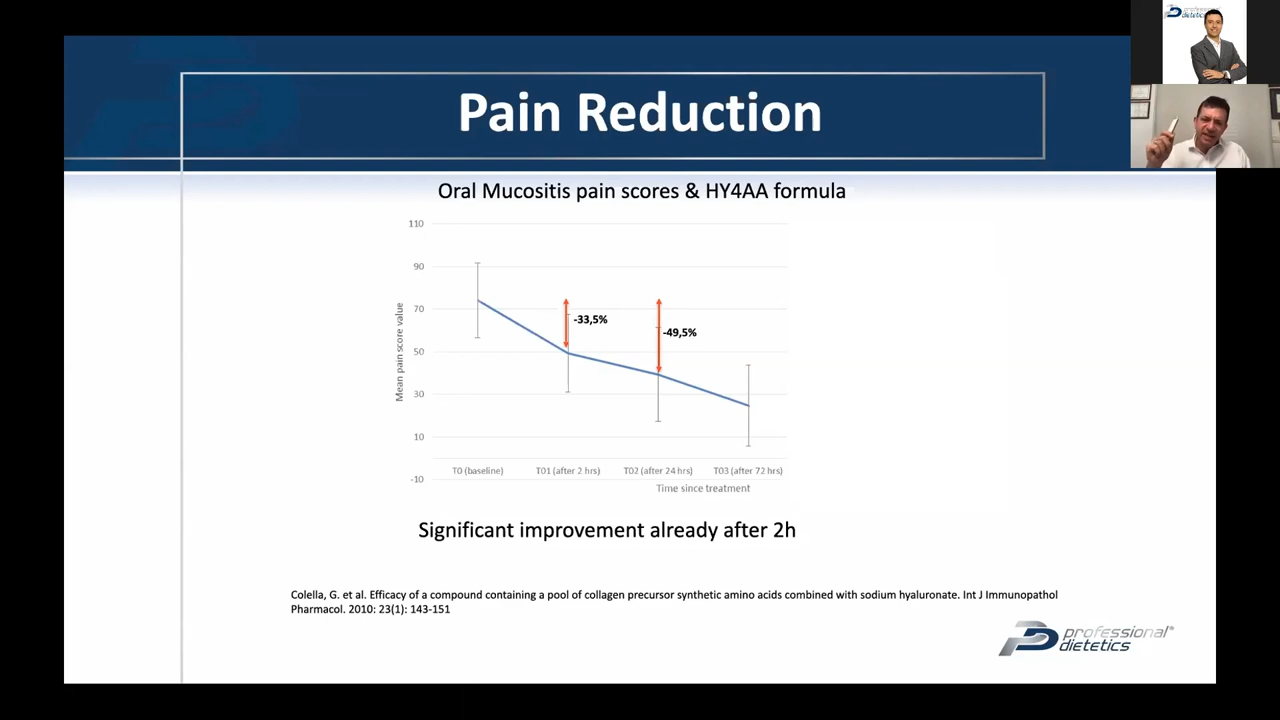 professional
dietetics
Pain Reduction
Oral Mucositis pain scores & HY4AA formula
110
90
70
50
30
10
-10
Mean pain score value
-33,5%
-49,5%
T0 (baseline) T01 (after 2 hrs) T02 (after 24 hrs) T03 (after 72 hrs)
Time since treatment
Significant improvement already after 2h
Colella, G. et al. Efficacy of a compound containing a pool of collagen precursor synthetic amino acids combined with sodium hyaluronate. Int J Immunopathol
Pharmacol. 2010: 23(1): 143-151
professional®
dietetics